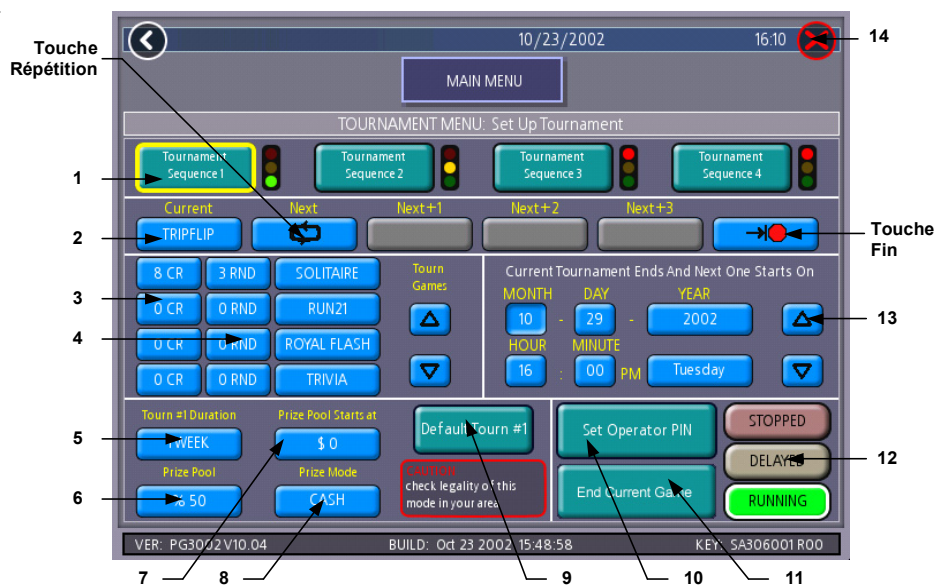 10/23/2002 16:10 14
Touche
Répétition
MAIN MENU
TOURNAMENT MENU: Set Up Tournament
Tournament
Sequence 1
Tournament
Sequence 2
Tournament
Sequence 3
Tournament
Sequence 4
1
Current Next Next+1 Next+2 Next+3
2 TRIPFLIP
Touche
Fin
8 CR 3 RND SOLITAIRE
Tourn
Games
Current Tournament Ends And Next One Starts On
MONTH DAY YEAR
3 0 CR 0 RND RUN21
10 - 29 - 2002 13
4 0 CR 0 RND ROYAL FLASH
HOUR MINUTE
0 CR 0 RND TRIVIA
16 : 00 PM Tuesday
Tourn #1 Duration Prize Pool Starts at
5 1 WEEK $ 0
Default Tourn #1
Set Operator PIN
STOPPED
Prize Pool Prize Mode
DELAYED 12
6 % 50 CASH
CAUTION
check legality of this
mode in your area
End Current Game
RUNNING
VER: PG3002 V10.04 BUILD: Oct 23 2002 15:48:58 KEY: SA306001 R00
7 8 9 10 11